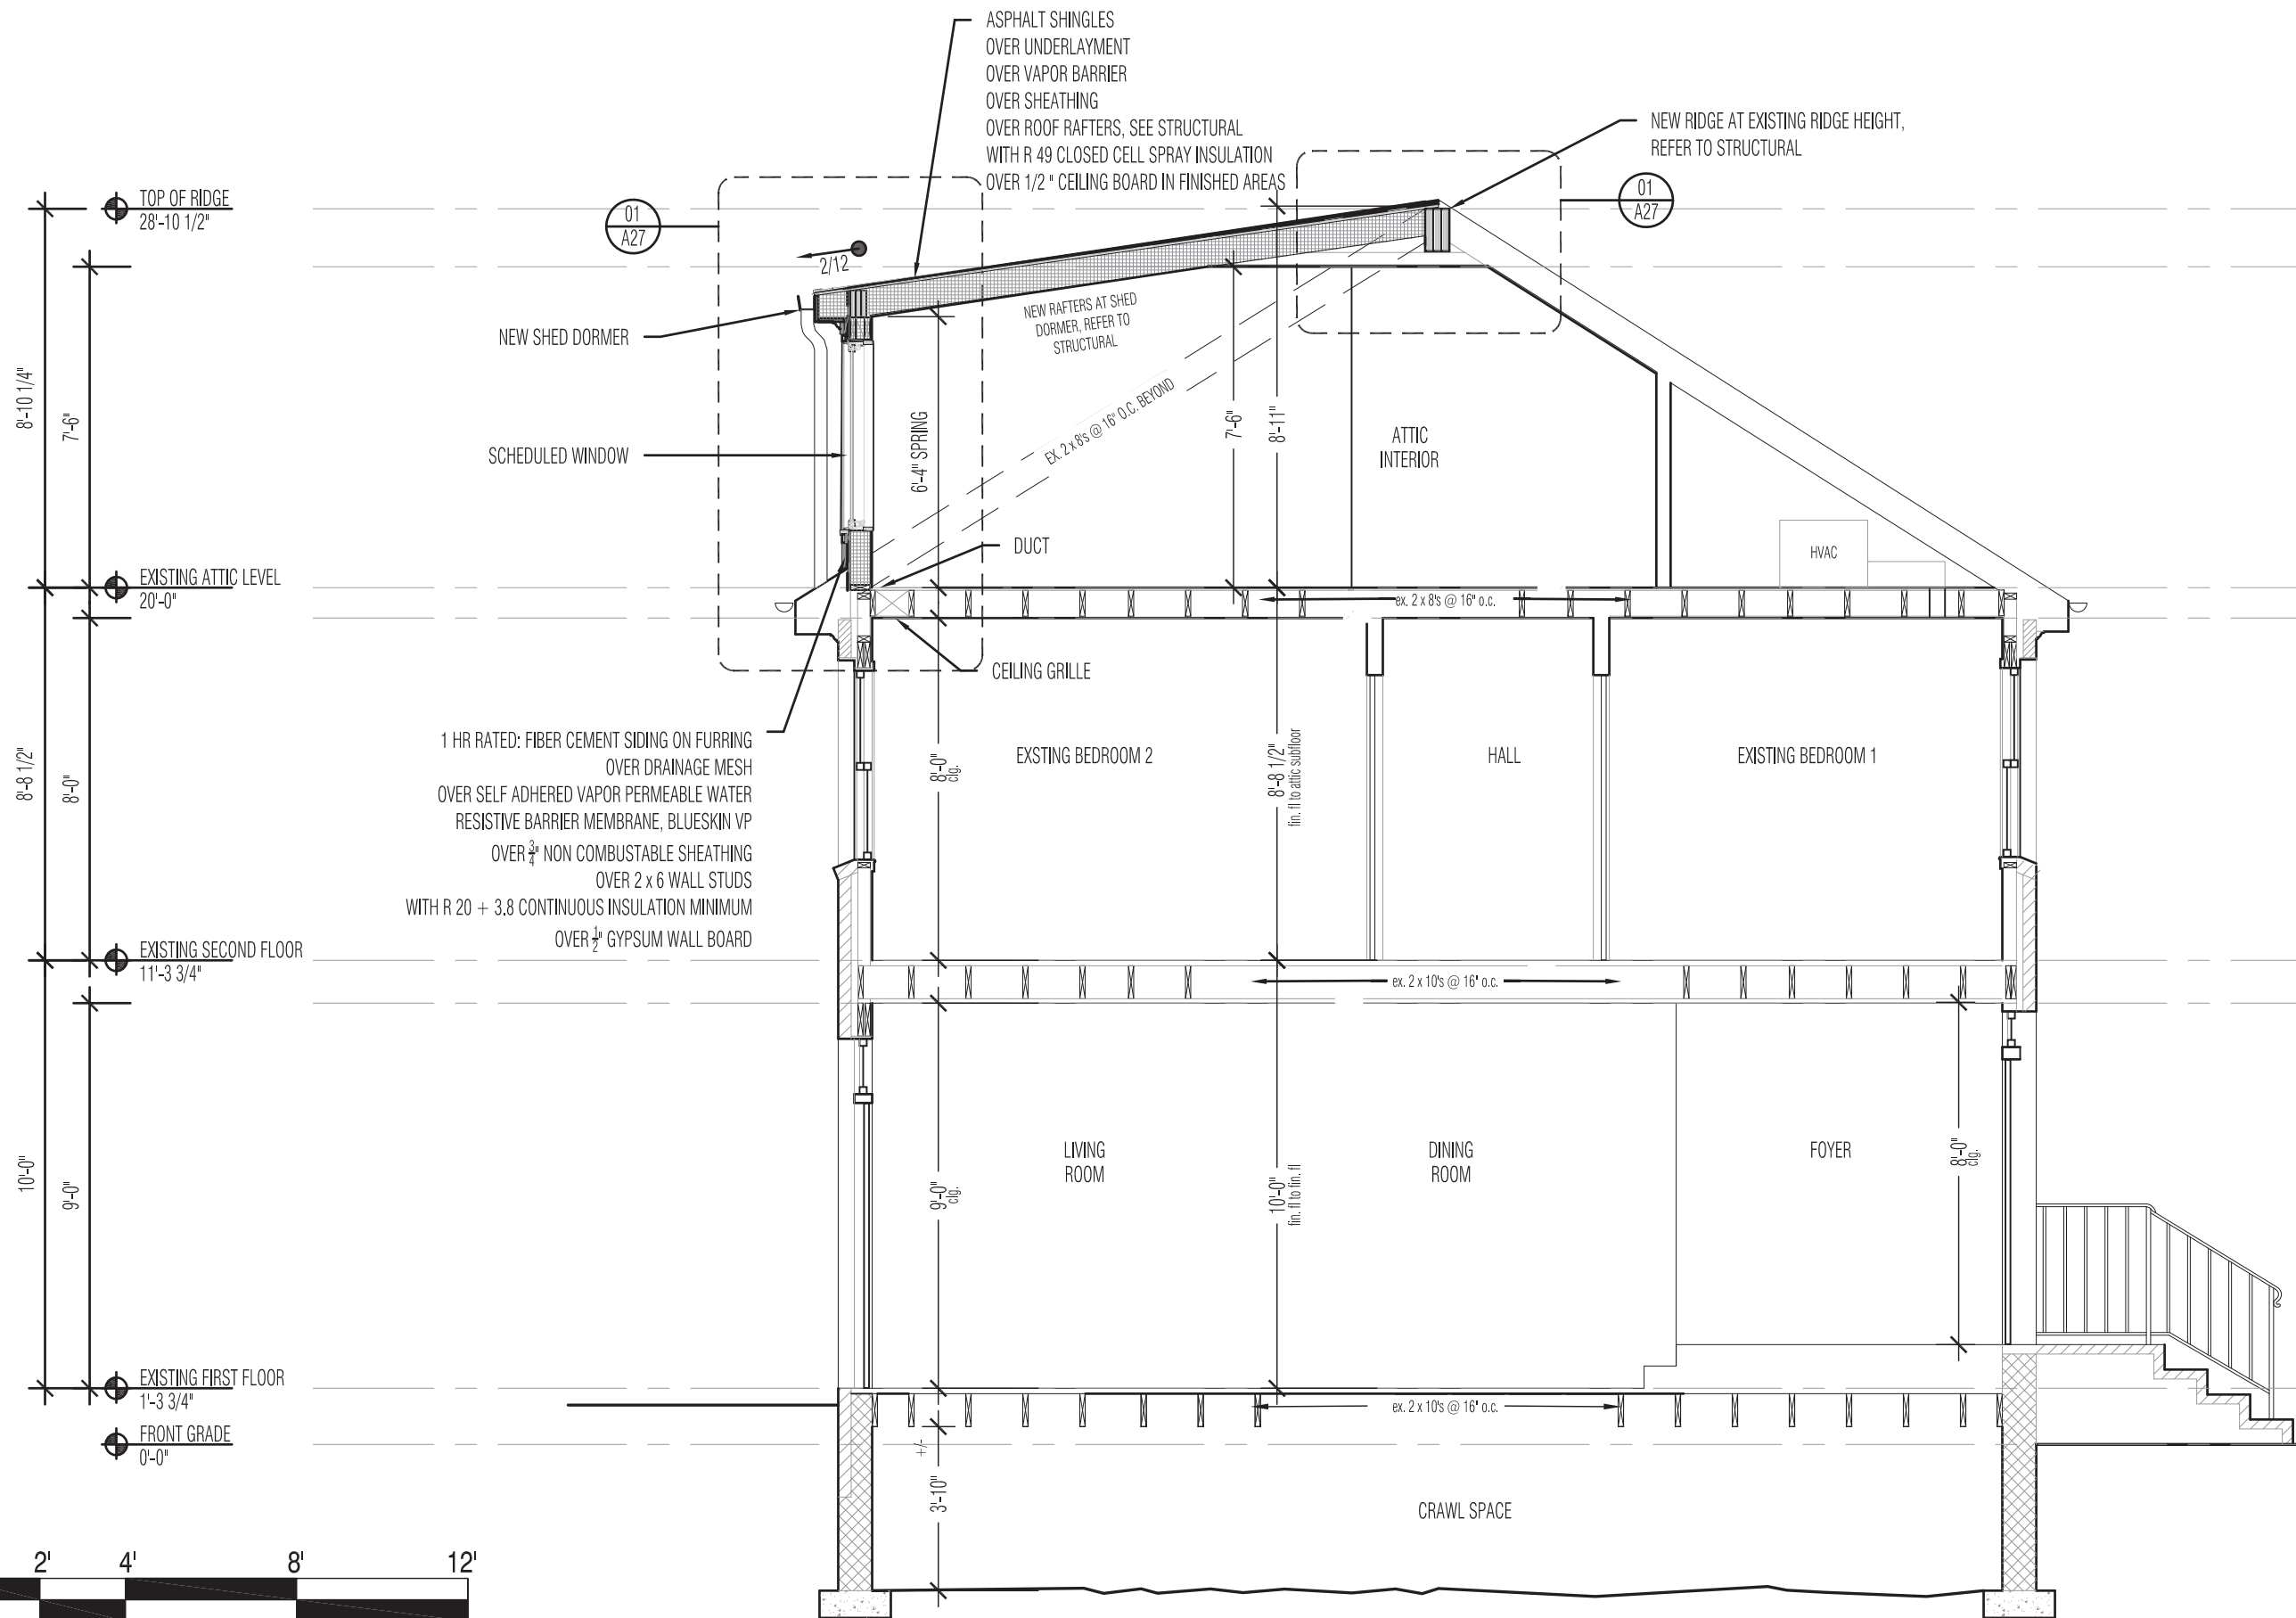 ASPHALT SHINGLES
OVER UNDERLAYMENT
OVER VAPOR BARRIER
OVER SHEATHING
OVER ROOF RAFTERS, SEE STRUCTURAL
WITH R 49 CLOSED CELL SPRAY INSULATION
OVER 1/2 " CEILING BOARD IN FINISHED AREAS
NEW RIDGE AT EXISTING RIDGE HEIGHT,
REFER TO STRUCTURAL
01
A27
01
A27
TOP OF RIDGE
28'-10 1/2"
2/12
NEW SHED DORMER
NEW RAFTERS AT SHED
DORMER, REFER TO
STRUCTURAL
EX. 2 x 8's @ 16" O.C. BEYOND
8'-10 1/4"
7'-6"
6'-4" SPRING
7'-6"
8'-11"
ATTIC
INTERIOR
SCHEDULED WINDOW
DUCT
HVAC
EXISTING ATTIC LEVEL
20'-0"
ex. 2 x 8's @ 16" o.c.
CEILING GRILLE
1 HR RATED: FIBER CEMENT SIDING ON FURRING
OVER DRAINAGE MESH
OVER SELF ADHERED VAPOR PERMEABLE WATER
RESISTIVE BARRIER MEMBRANE, BLUESKIN VP
OVER 3/4" NON COMBUSTABLE SHEATHING
OVER 2 x 6 WALL STUDS
WITH R 20 + 3.8 CONTINUOUS INSULATION MINIMUM
OVER 1/2" GYPSUM WALL BOARD
8'-8 1/2"
8'-0"
EXSTING BEDROOM 2
8'-0"
clg.
8'-8 1/2"
fin. fl to attic subfloor
HALL
EXISTING BEDROOM 1
EXISTING SECOND FLOOR
11'-3 3/4"
ex. 2 x 10's @ 16" o.c.
10'-0"
9'-0"
9'-0"
clg.
LIVING
ROOM
10'-0"
fin. fl to fin. fl
DINING
ROOM
FOYER
8'-0"
clg.
EXISTING FIRST FLOOR
1'-3 3/4"
ex. 2 x 10's @ 16" o.c.
FRONT GRADE
0'-0"
+/-
3'-10"
CRAWL SPACE
2'
4'
8'
12'